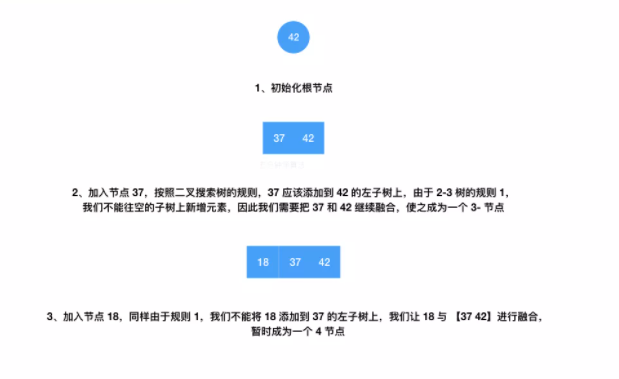 42
1、初始化根节点
37 42
2、加入节点 37，按照二叉搜索树的规则，37 应该添加到 42 的左子树上，由于 2-3 树的规则 1，
我们不能往空的子树上新增元素，因此我们需要把 37 和 42 继续融合，使之成为一个 3- 节点
18 37 42
3、加入节点 18，同样由于规则 1，我们不能将 18 添加到 37 的左子树上，我们让 18 与 【37 42】进行融合，
暂时成为一个 4 节点